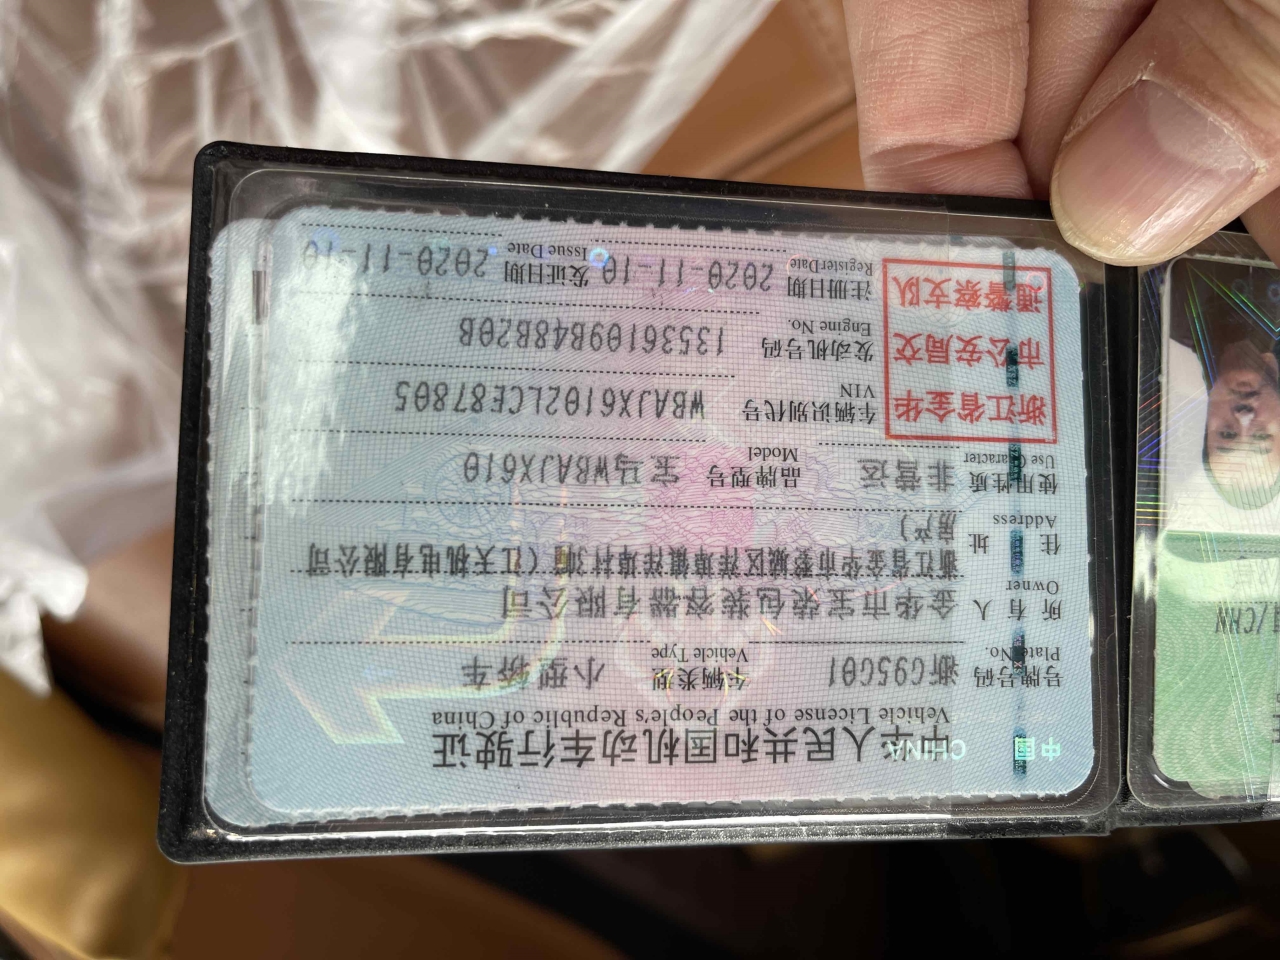 中华人民共和国机动车行驶证
中国 CHINA
Vehicle License of the People's Republic of China
号牌号码 浙G95G01 车辆类型 小型轿车
Plate No. Vehicle Type
所有人 金华市宝荣包装容器有限公司
Owner
住址 浙江省金华市婺城区洋埠镇洋埠村 (江天机电有限公司
Address 房产)
使用性质 非营运 品牌型号 宝马WBAJX610
Use Character Model
浙江省金华
市公安局交
通警察支队
车辆识别代号 WBAJX6102LCE87805
VIN
发动机号码 13536109B48B20B
Engine No.
注册日期 2020-11-10 发证日期 2020-11-10
Register Date Issue Date
/CHN